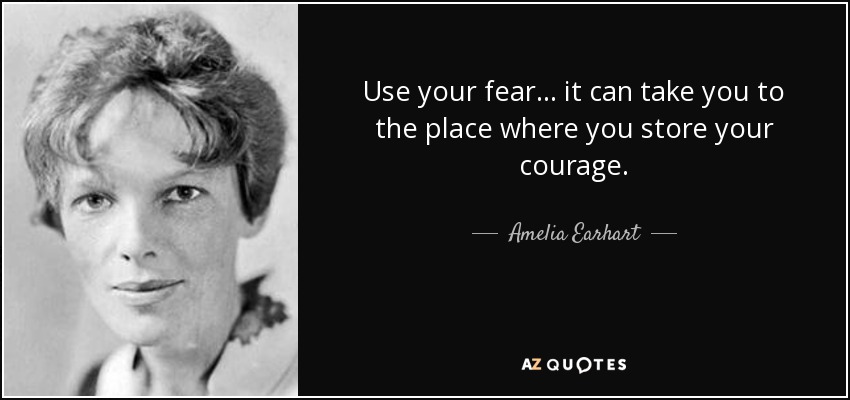 Use your fear... it can take you to
the place where you store your
courage.
Amelia Earhart
AZ QUOTES